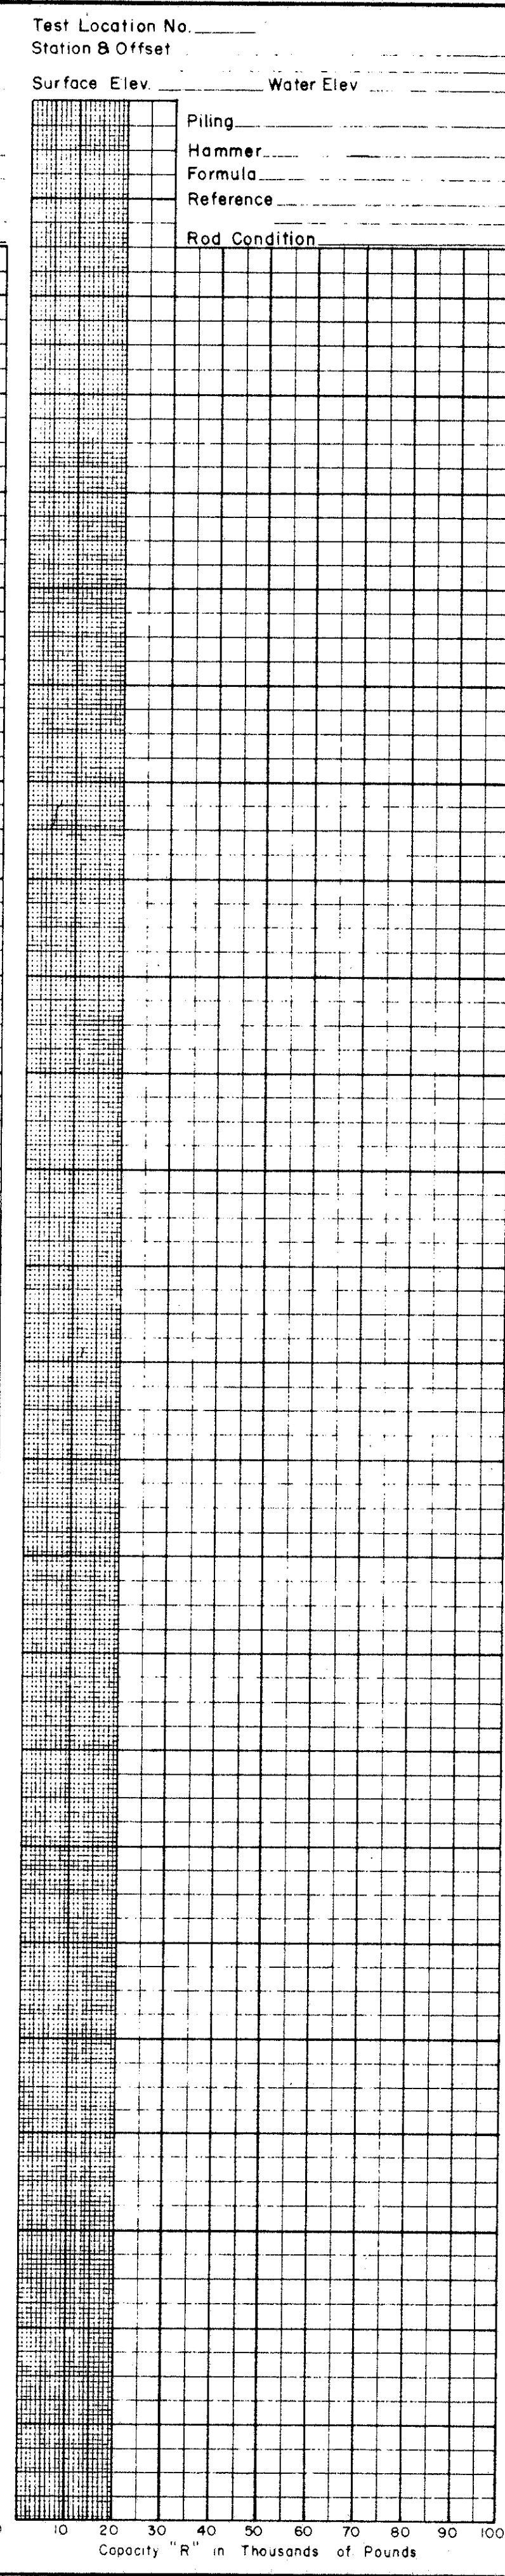 Test Location No.
Station & Offset
Surface Elev. Water Elev
Piling
Hammer
Formula
Reference
Rod Condition
10 20 30 40 50 60 70 80 90 100
Capacity "R" in Thousands of Pounds